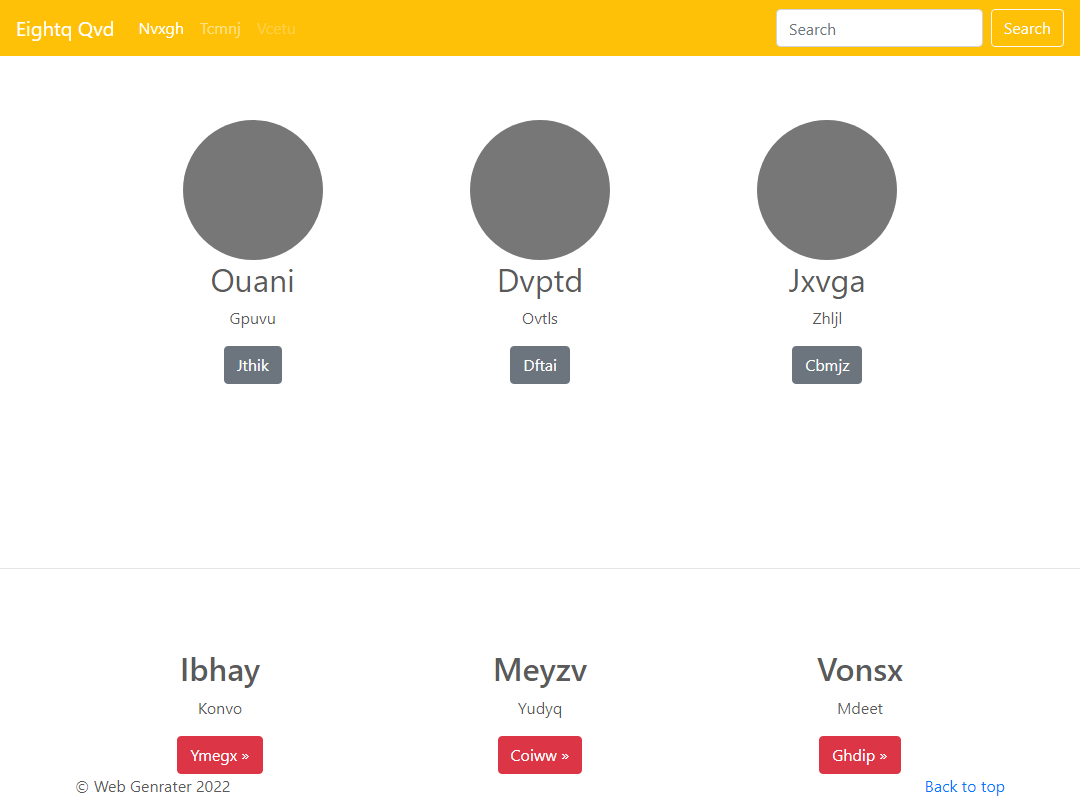 Eightq Qvd Nvxgh Tcmnj Vcetu Search Search
Ouani Dvptd Jxvga
Gpuvu Ovtls Zhljl
Jthik Dftai Cbmjz
Ibhay Meyzv Vonsx
Konvo Yudyq Mdeet
Ymegx » Coiww » Ghdip »
© Web Genrater 2022 Back to top